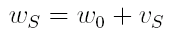 w_S = w_0 + v_S